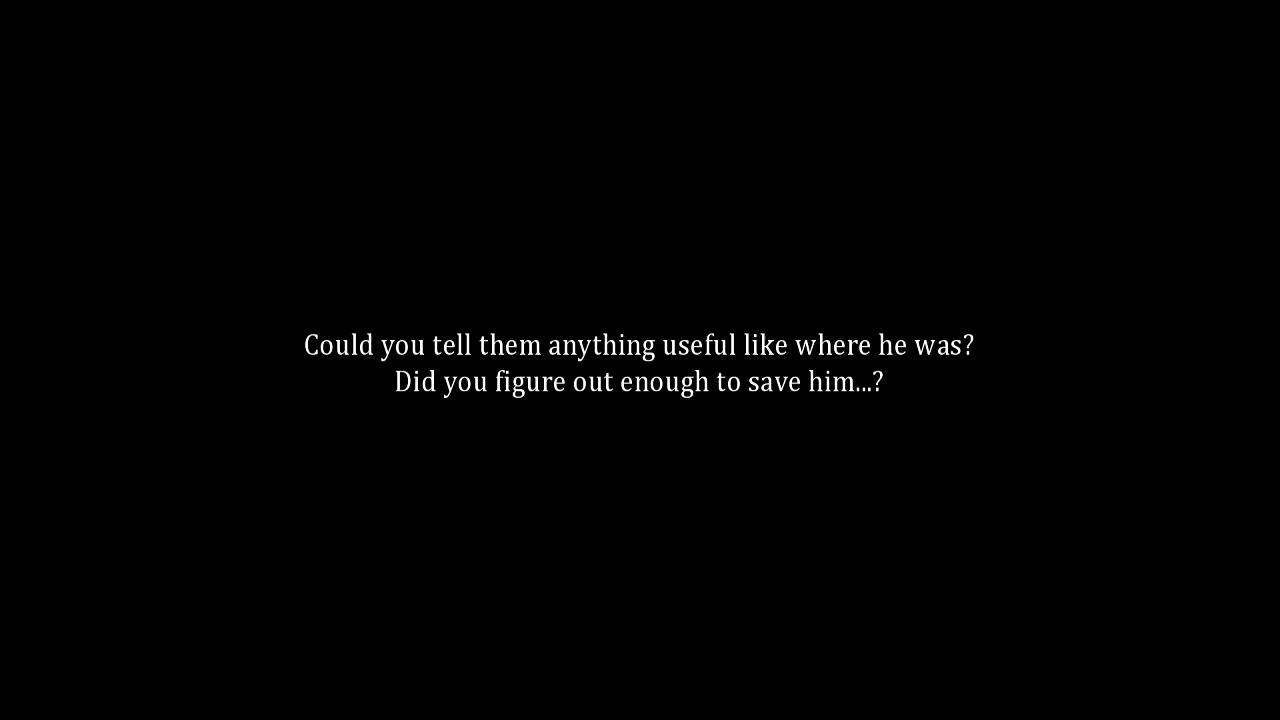 Could you tell them anything useful like where he was?
Did you figure out enough to save him...?